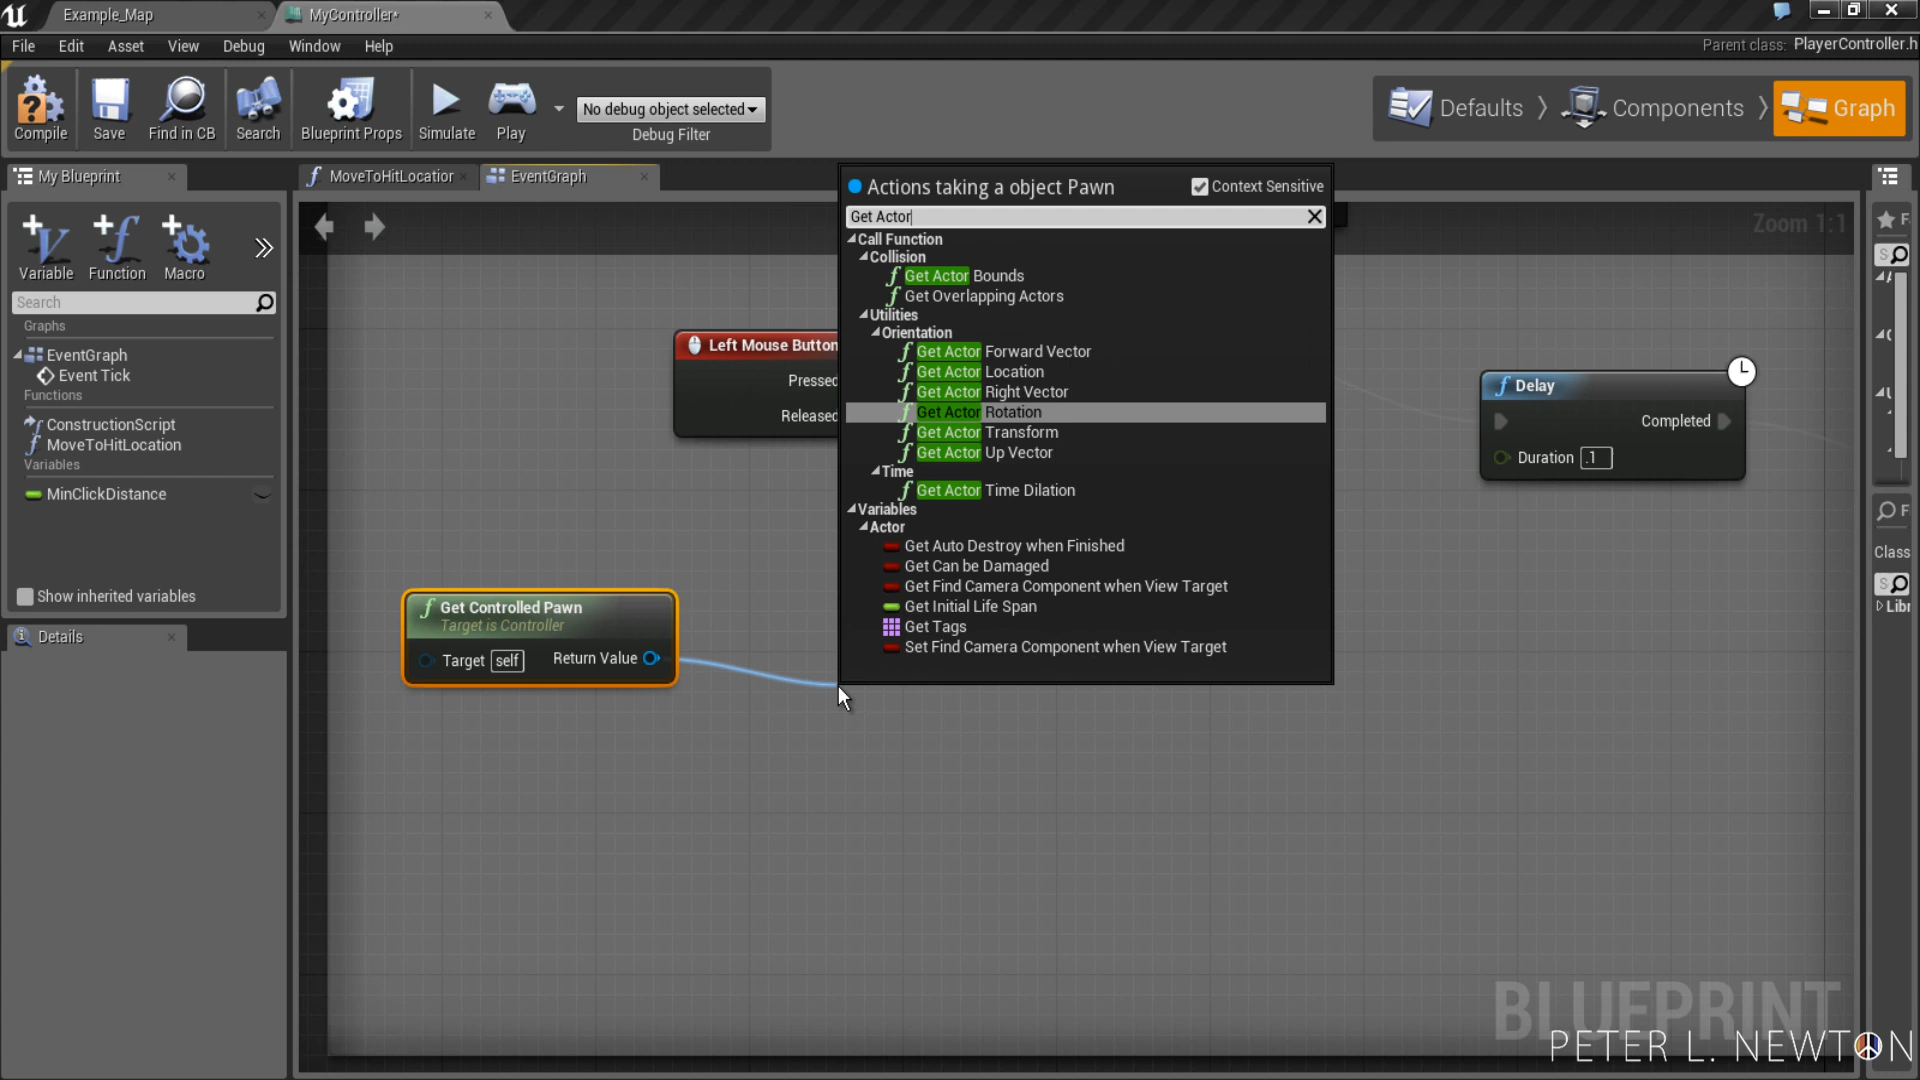 Example_Map
MyController*
File Edit Asset View Debug Window Help
Parent class: PlayerController.h
Compile
Save
Find in CB
Search
Blueprint Props
Simulate
Play
No debug object selected
Debug Filter
Defaults
Components
Graph
My Blueprint
MoveToHitLocation
EventGraph
Variable
Function
Macro
Search
Graphs
EventGraph
Event Tick
Functions
ConstructionScript
MoveToHitLocation
Variables
MinClickDistance
Show inherited variables
Details
Zoom 1:1
Left Mouse Button
Pressed
Released
Get Controlled Pawn
Target is Controller
Target self Return Value
Actions taking a object Pawn
Context Sensitive
Get Actor
Call Function
Collision
Get Actor Bounds
Get Overlapping Actors
Utilities
Orientation
Get Actor Forward Vector
Get Actor Location
Get Actor Right Vector
Get Actor Rotation
Get Actor Transform
Get Actor Up Vector
Time
Get Actor Time Dilation
Variables
Actor
Get Auto Destroy when Finished
Get Can be Damaged
Get Find Camera Component when View Target
Get Initial Life Span
Get Tags
Set Find Camera Component when View Target
Delay
Completed
Duration .1
F
S
F
Class
S
Libr
BLUEPRINT
PETER L. NEWTON